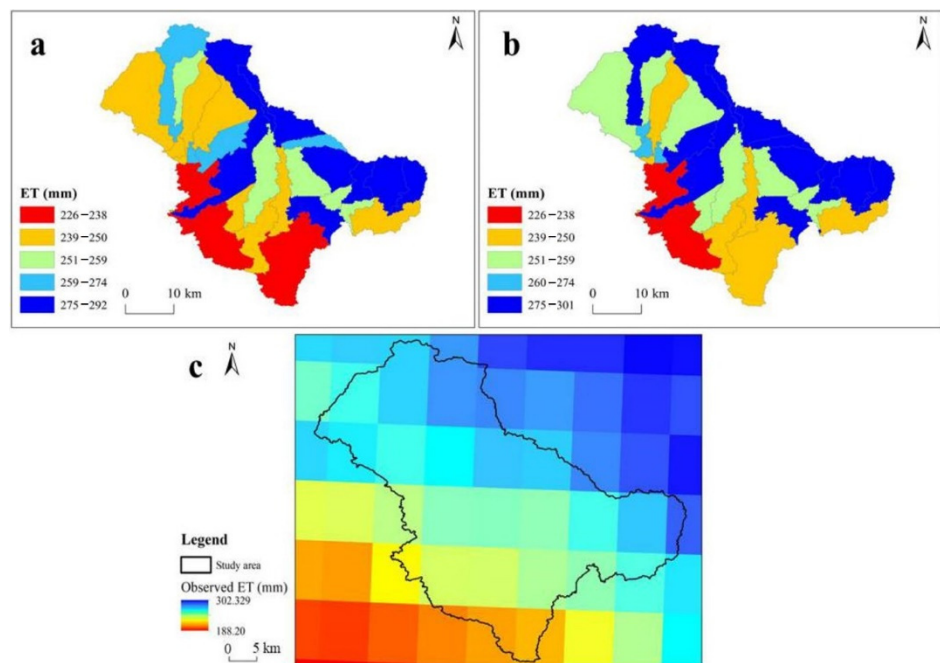 a
N
ET (mm)
226–238
239–250
251–259
259–274
275–292
0 10 km
b
N
ET (mm)
226–238
239–250
251–259
260–274
275–301
0 10 km
c
N
Legend
Study area
Observed ET (mm)
302.329
188.20
0 5 km